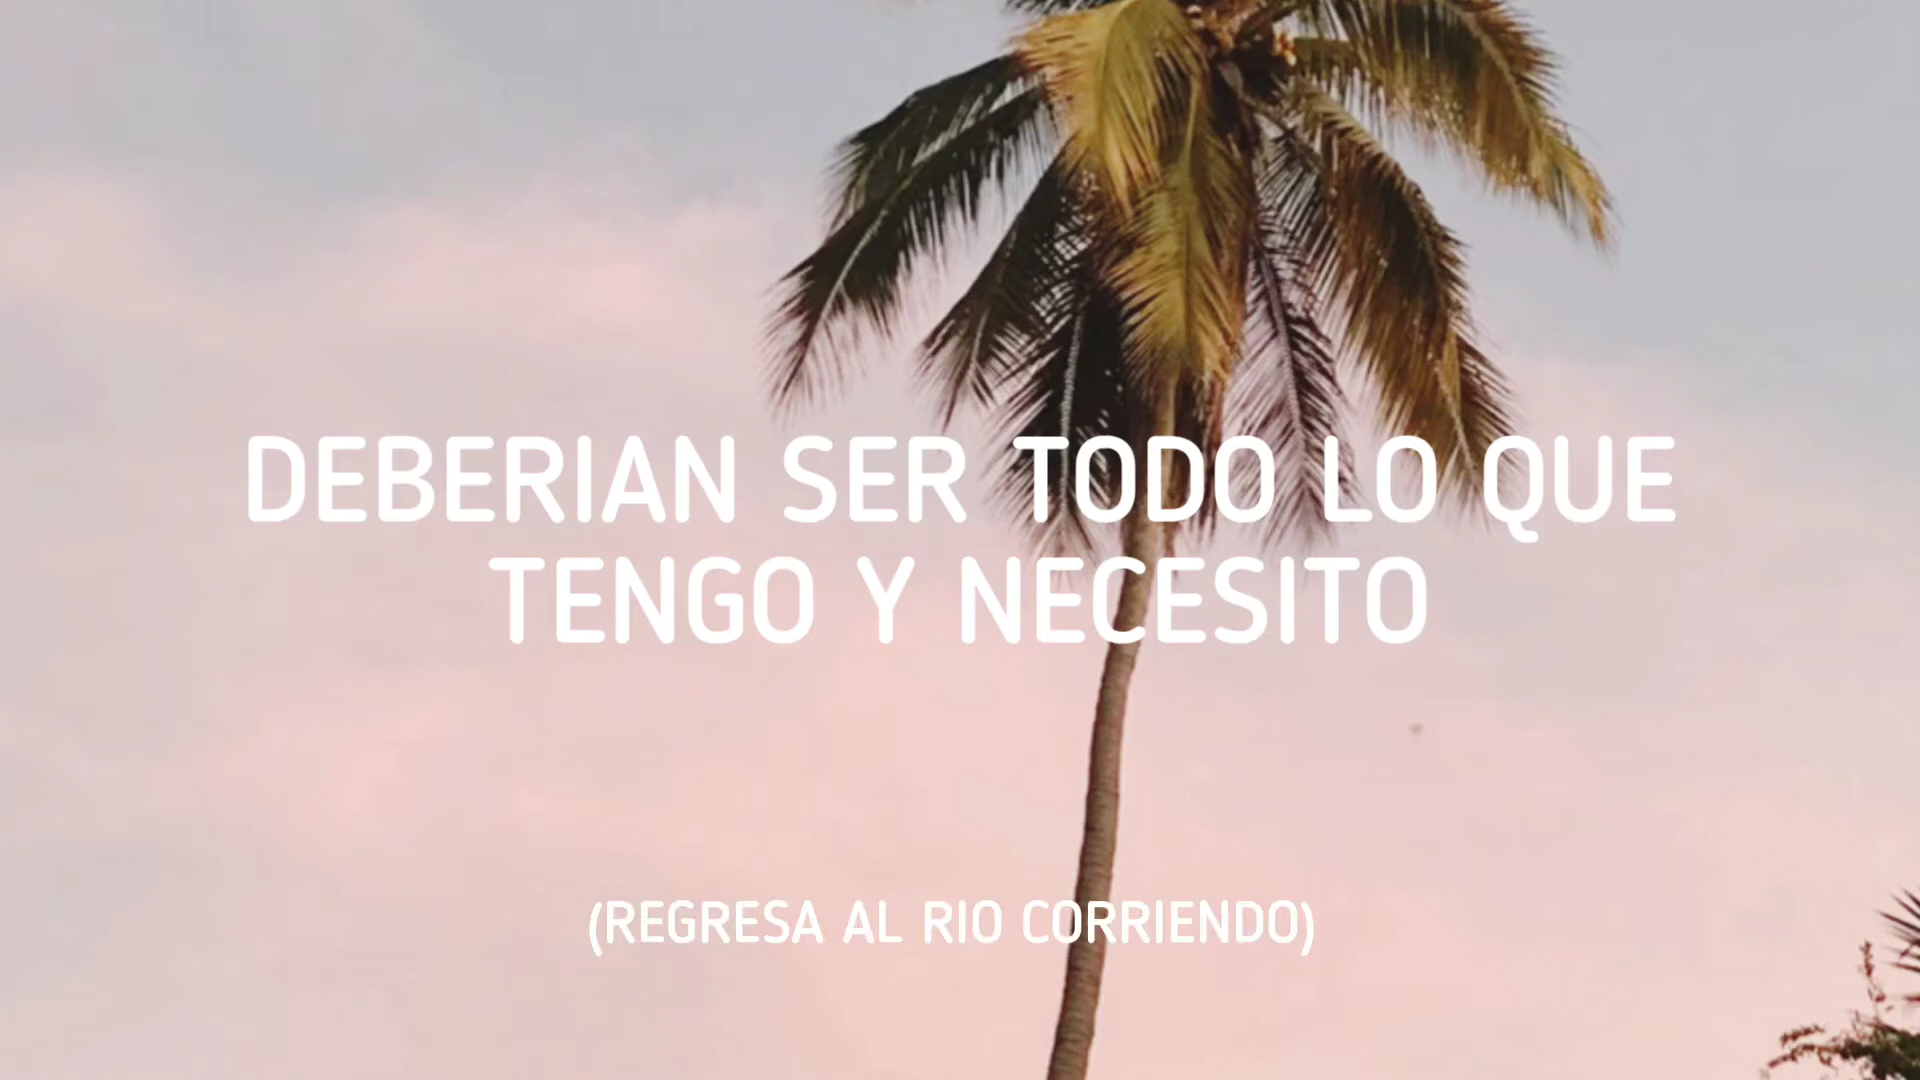 DEBERIAN SER TODO LO QUE
TENGO Y NECESITO
(REGRESA AL RIO CORRIENDO)